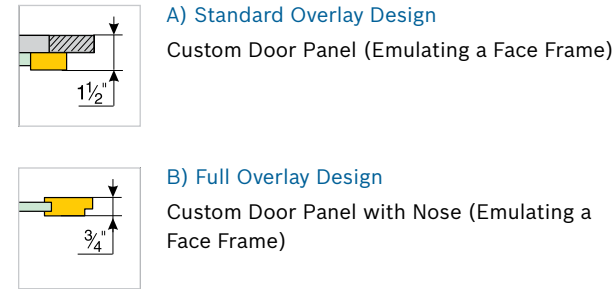 A) Standard Overlay Design
Custom Door Panel (Emulating a Face Frame)
1½"
B) Full Overlay Design
Custom Door Panel with Nose (Emulating a
Face Frame)
¾"